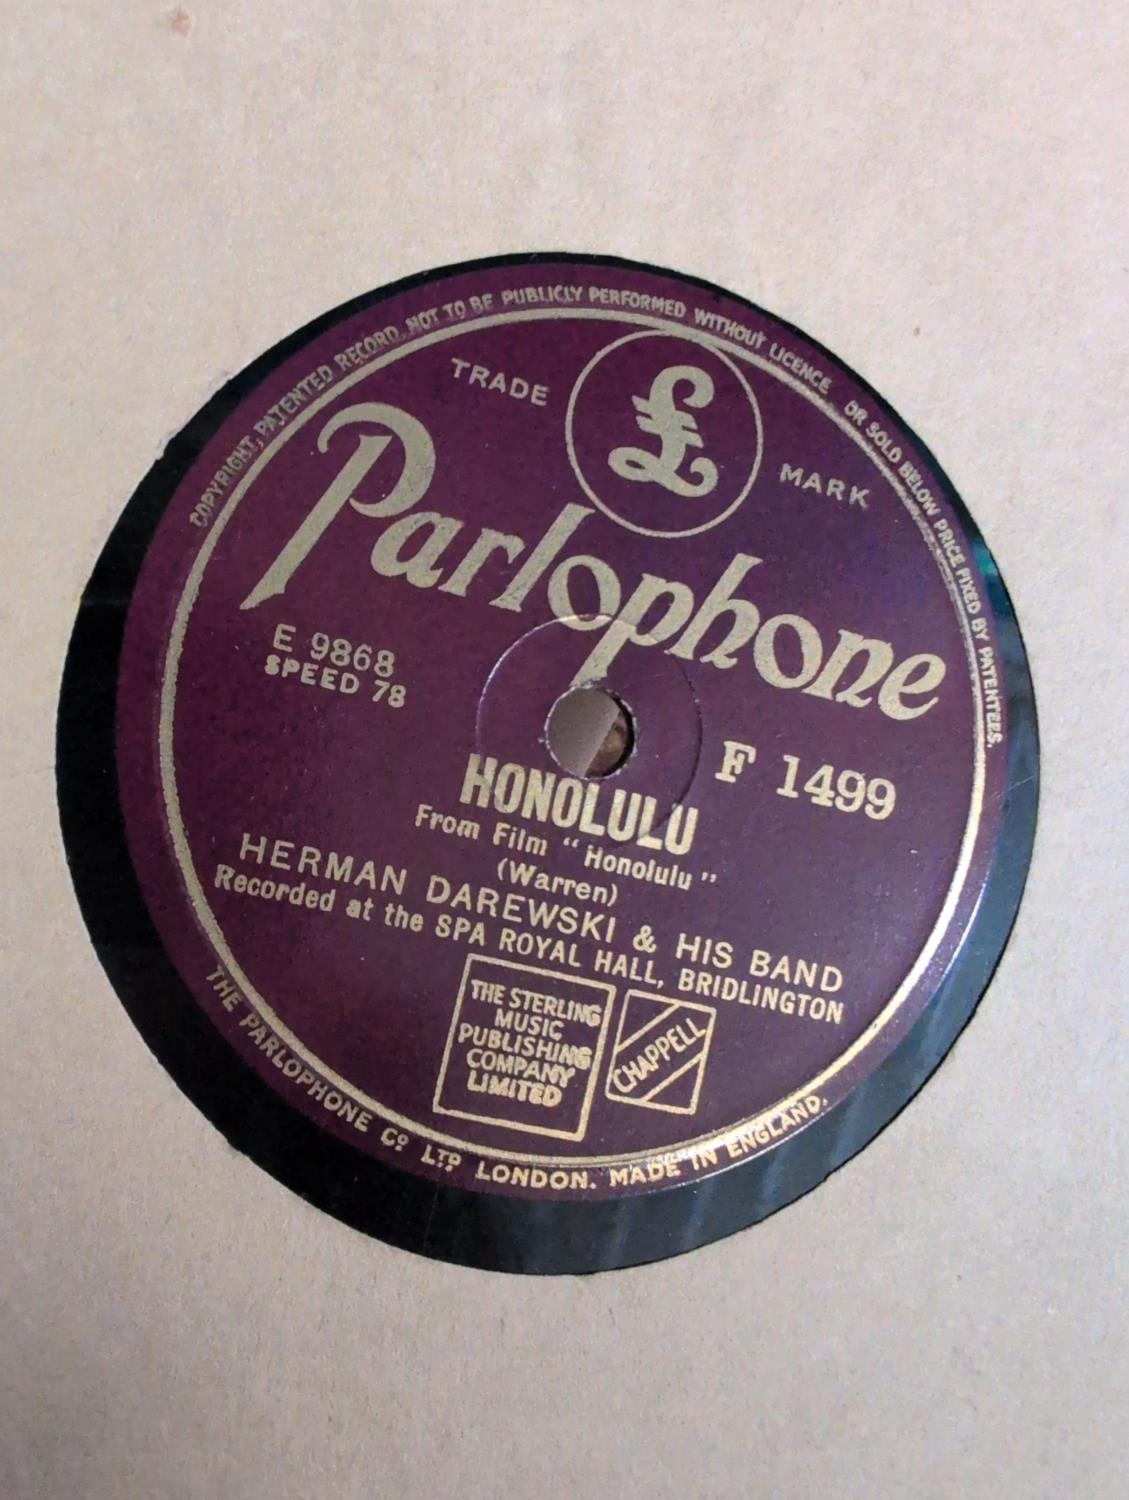 COPYRIGHT, PATENTED RECORD, NOT TO BE PUBLICLY PERFORMED WITHOUT LICENCE OR SOLD BELOW PRICE FIXED BY PATENTEES.
TRADE £ MARK
Parlophone
E 9868
SPEED 78
F 1499
HONOLULU
From Film "Honolulu"
(Warren)
HERMAN DAREWSKI & HIS BAND
Recorded at the SPA ROYAL HALL, BRIDLINGTON
THE STERLING
MUSIC
PUBLISHING
COMPANY
LIMITED
CHAPPELL
THE PARLOPHONE Cº LTD LONDON. MADE IN ENGLAND.